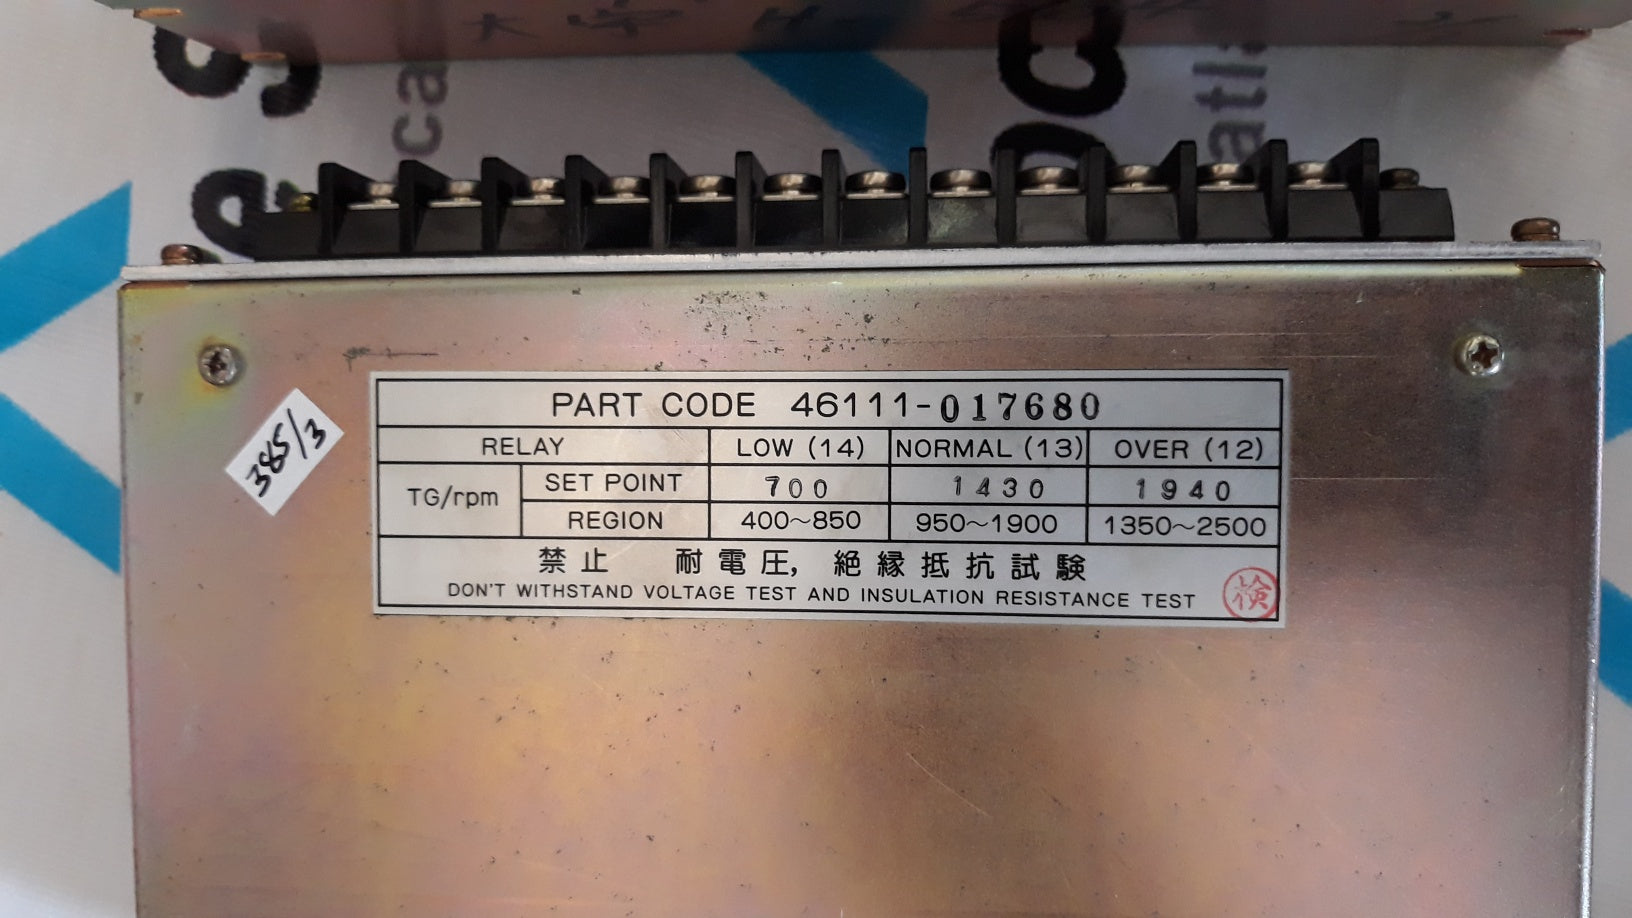 PART CODE 46111-017680
RELAY LOW (14) NORMAL (13) OVER (12)
TG/rpm SET POINT 700 1430 1940
REGION 400~850 950~1900 1350~2500
禁止 耐電圧, 絶縁抵抗試験
DON'T WITHSTAND VOLTAGE TEST AND INSULATION RESISTANCE TEST
検
385/3